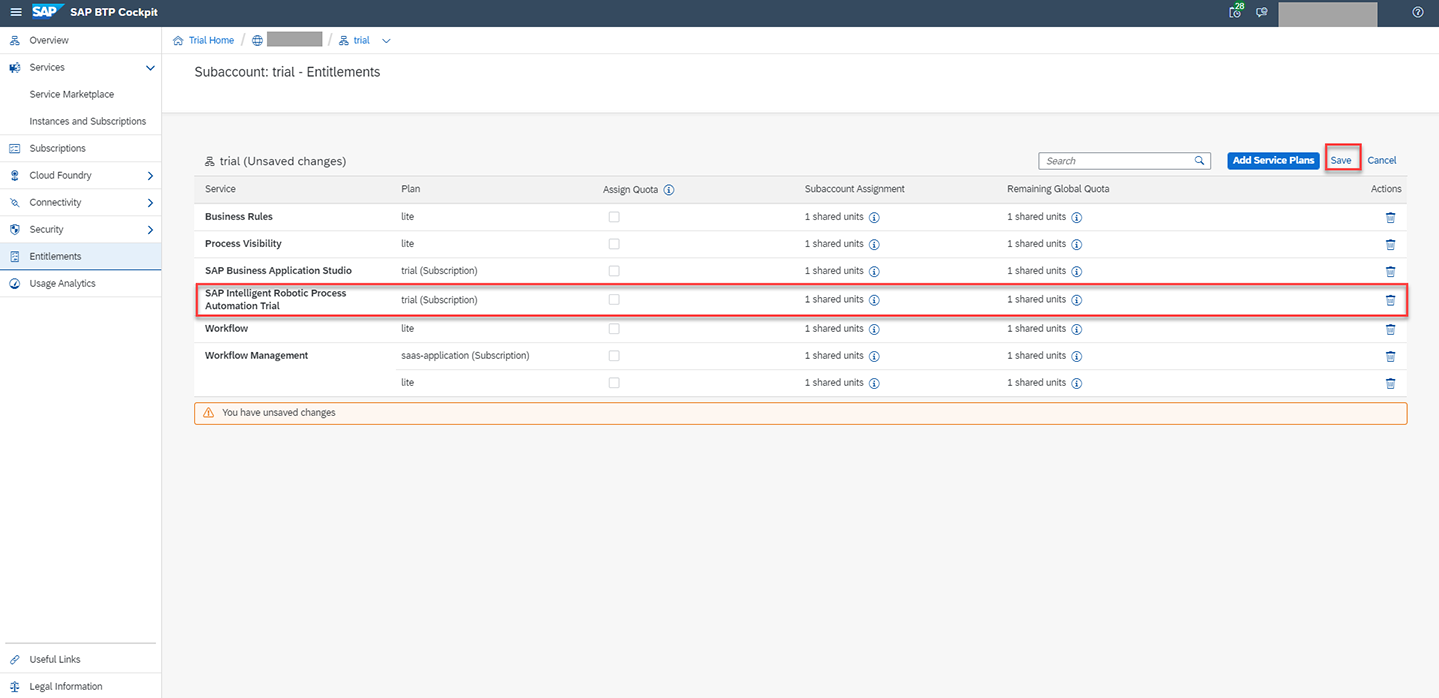 SAP SAP BTP Cockpit 28
Overview
Services
Service Marketplace
Instances and Subscriptions
Subscriptions
Cloud Foundry
Connectivity
Security
Entitlements
Usage Analytics
Useful Links
Legal Information
Trial Home / / trial
Subaccount: trial - Entitlements
trial (Unsaved changes) Search Add Service Plans Save Cancel
Service Plan Assign Quota Subaccount Assignment Remaining Global Quota Actions
Business Rules lite 1 shared units 1 shared units
Process Visibility lite 1 shared units 1 shared units
SAP Business Application Studio trial (Subscription) 1 shared units 1 shared units
SAP Intelligent Robotic Process
Automation Trial trial (Subscription) 1 shared units 1 shared units
Workflow lite 1 shared units 1 shared units
Workflow Management saas-application (Subscription) 1 shared units 1 shared units
lite 1 shared units 1 shared units
You have unsaved changes